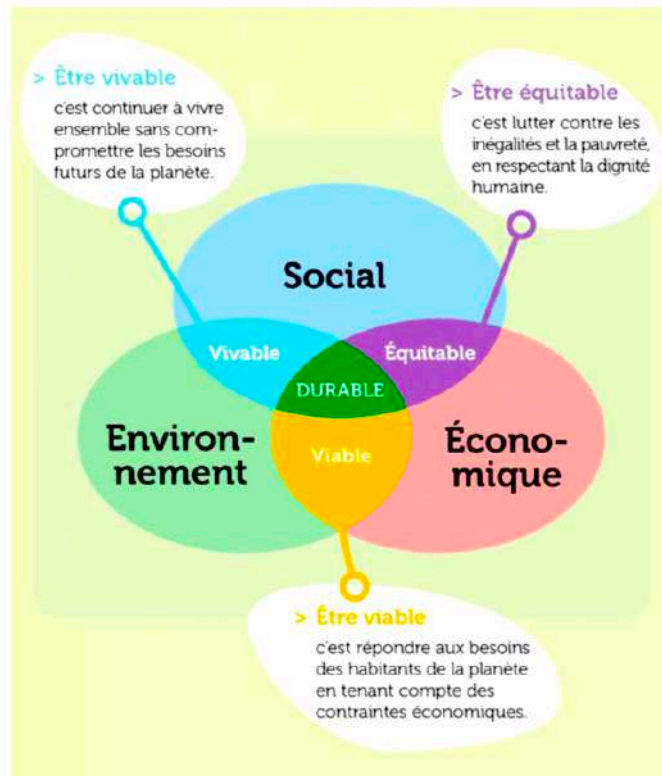 > Être vivable
c'est continuer à vivre
ensemble sans com-
promettre les besoins
futurs de la planète.
> Être équitable
c'est lutter contre les
inégalités et la pauvreté,
en respectant la dignité
humaine.
Social
Vivable
Équitable
DURABLE
Environ-
nement
Écono-
mique
Viable
> Être viable
c'est répondre aux besoins
des habitants de la planète
en tenant compte des
contraintes économiques.